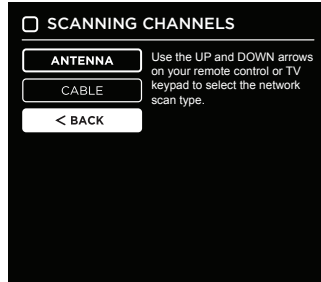 SCANNING CHANNELS
ANTENNA
CABLE
< BACK
Use the UP and DOWN arrows
on your remote control or TV
keypad to select the network
scan type.